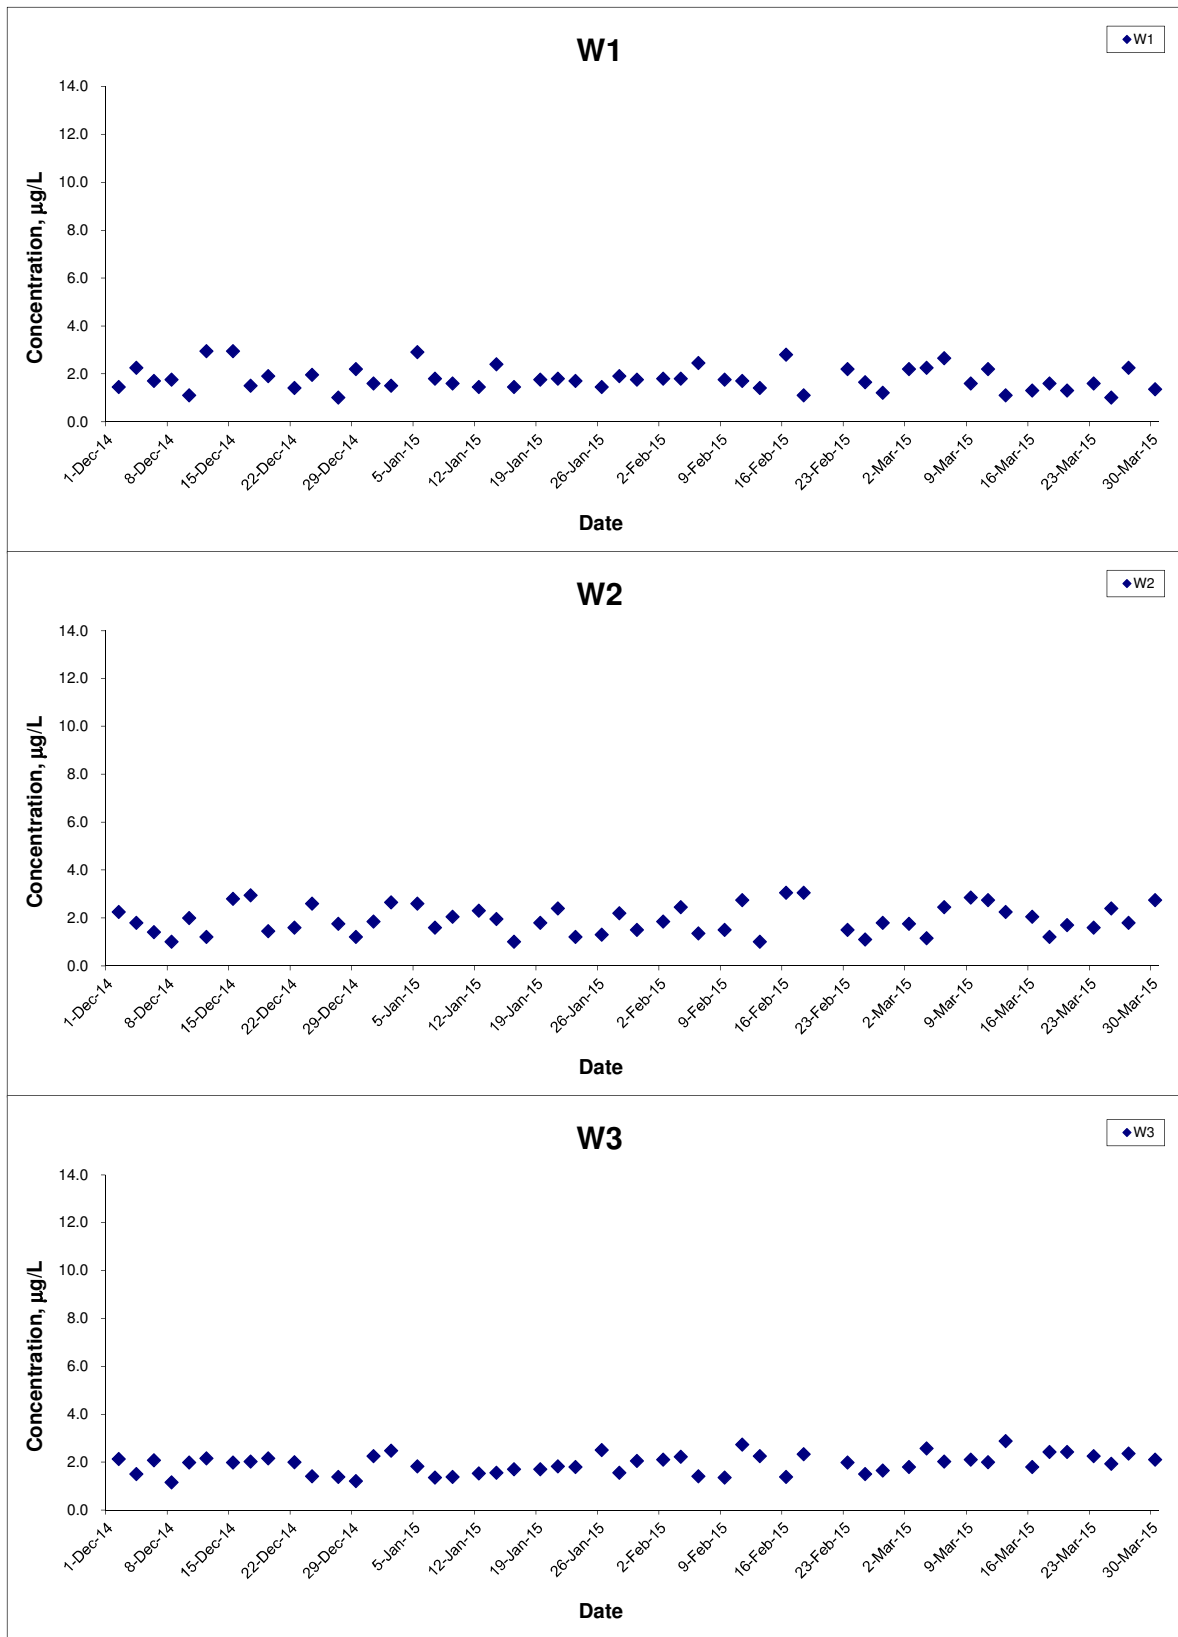 W1
W1
14.0
12.0
10.0
8.0
6.0
4.0
2.0
0.0
Concentration, µg/L
1-Dec-14
8-Dec-14
15-Dec-14
22-Dec-14
29-Dec-14
5-Jan-15
12-Jan-15
19-Jan-15
26-Jan-15
2-Feb-15
9-Feb-15
16-Feb-15
23-Feb-15
2-Mar-15
9-Mar-15
16-Mar-15
23-Mar-15
30-Mar-15
Date
W2
W2
14.0
12.0
10.0
8.0
6.0
4.0
2.0
0.0
Concentration, µg/L
1-Dec-14
8-Dec-14
15-Dec-14
22-Dec-14
29-Dec-14
5-Jan-15
12-Jan-15
19-Jan-15
26-Jan-15
2-Feb-15
9-Feb-15
16-Feb-15
23-Feb-15
2-Mar-15
9-Mar-15
16-Mar-15
23-Mar-15
30-Mar-15
Date
W3
W3
14.0
12.0
10.0
8.0
6.0
4.0
2.0
0.0
Concentration, µg/L
1-Dec-14
8-Dec-14
15-Dec-14
22-Dec-14
29-Dec-14
5-Jan-15
12-Jan-15
19-Jan-15
26-Jan-15
2-Feb-15
9-Feb-15
16-Feb-15
23-Feb-15
2-Mar-15
9-Mar-15
16-Mar-15
23-Mar-15
30-Mar-15
Date